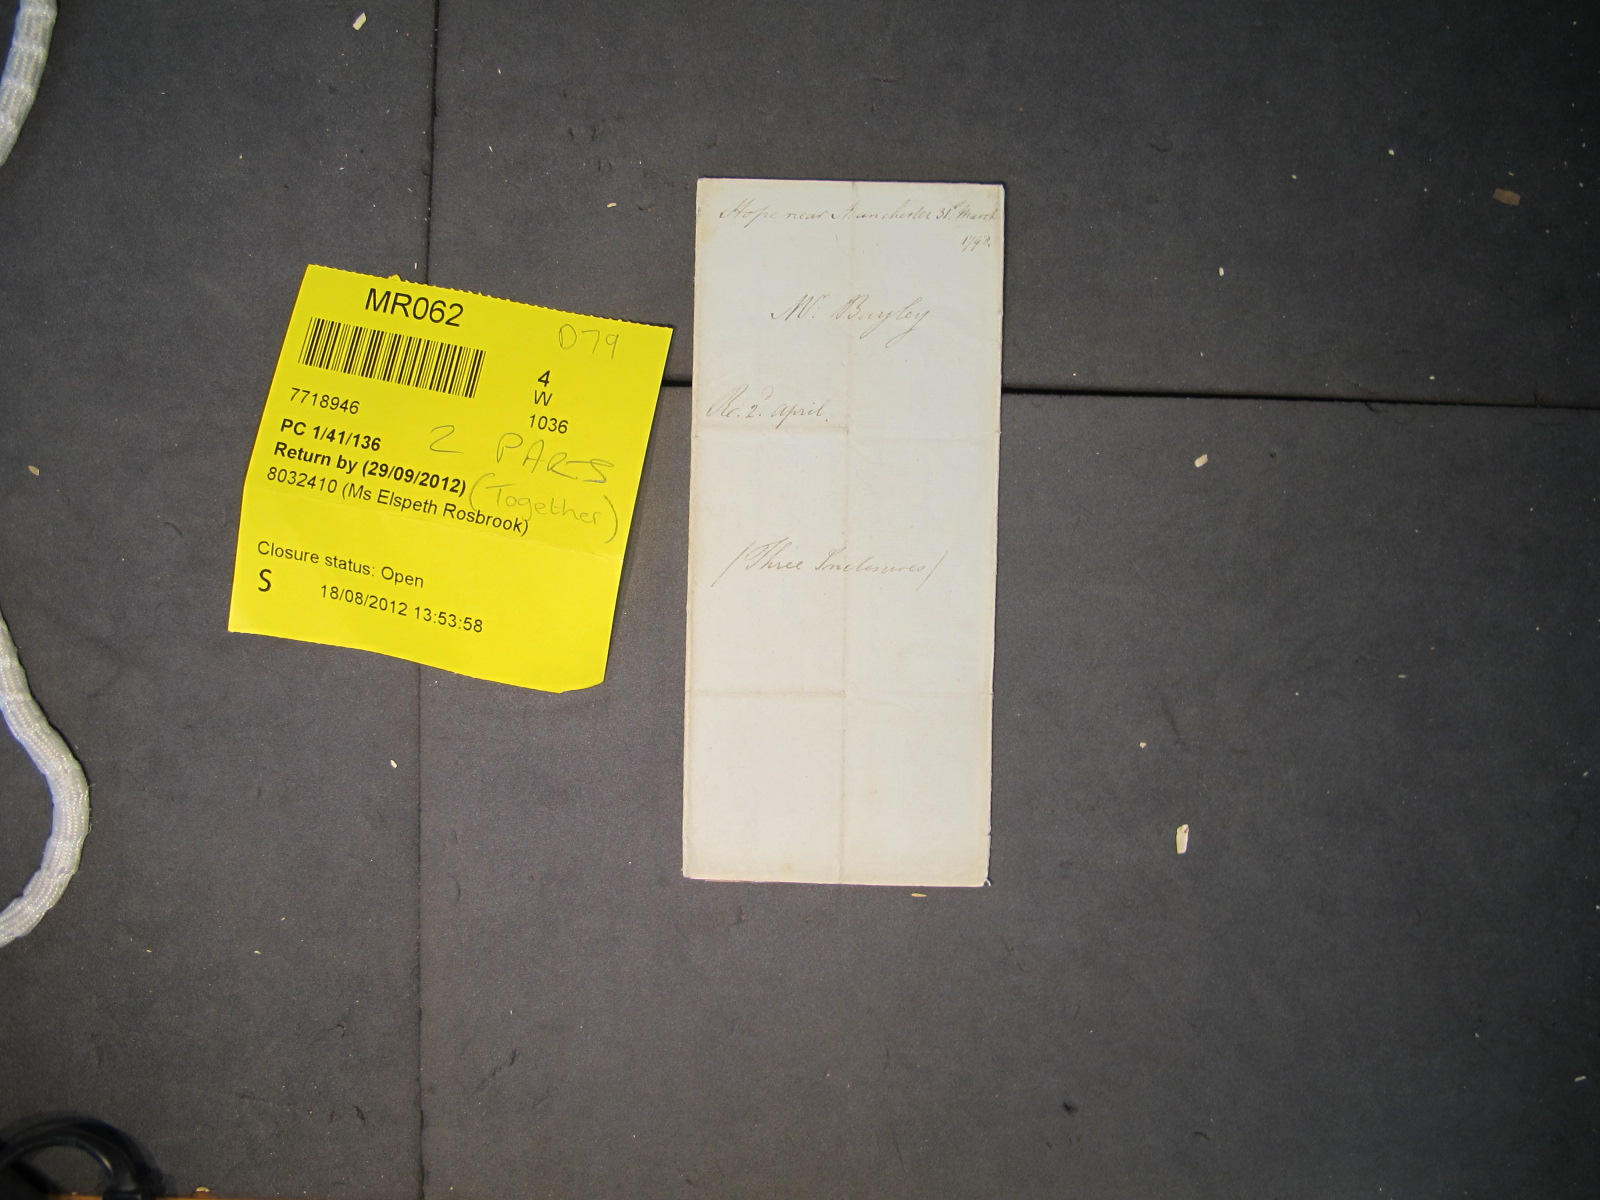 MR062
D79
4
W
1036
7718946
PC 1/41/136
2 PARTS
Return by (29/09/2012)
(Together)
8032410 (Ms Elspeth Rosbrook)
Closure status: Open
S
18/08/2012 13:53:58
Hope near Manchester 31st March
1798.
Mr. Bayley
Re. 2d. April.
(Three Inclosures)